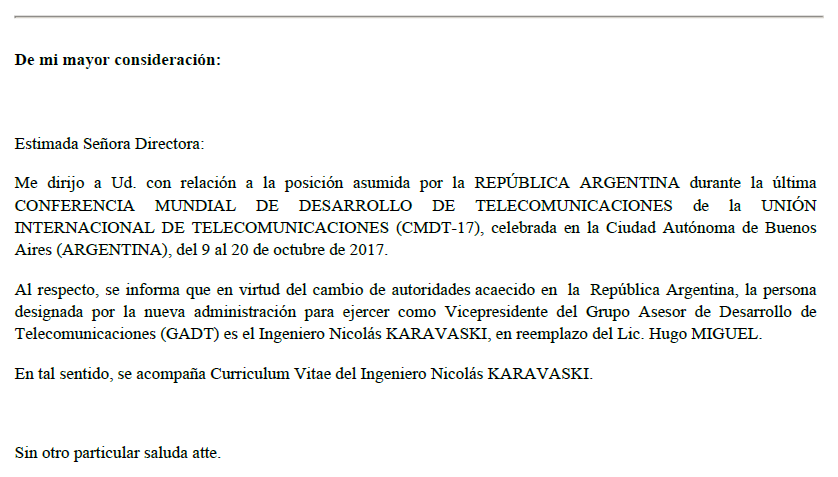 De mi mayor consideración:
Estimada Señora Directora:
Me dirijo a Ud. con relación a la posición asumida por la REPÚBLICA ARGENTINA durante la última
CONFERENCIA MUNDIAL DE DESARROLLO DE TELECOMUNICACIONES de la UNIÓN
INTERNACIONAL DE TELECOMUNICACIONES (CMDT-17), celebrada en la Ciudad Autónoma de Buenos
Aires (ARGENTINA), del 9 al 20 de octubre de 2017.
Al respecto, se informa que en virtud del cambio de autoridades acaecido en la República Argentina, la persona
designada por la nueva administración para ejercer como Vicepresidente del Grupo Asesor de Desarrollo de
Telecomunicaciones (GADT) es el Ingeniero Nicolás KARAVASKI, en reemplazo del Lic. Hugo MIGUEL.
En tal sentido, se acompaña Curriculum Vitae del Ingeniero Nicolás KARAVASKI.
Sin otro particular saluda atte.